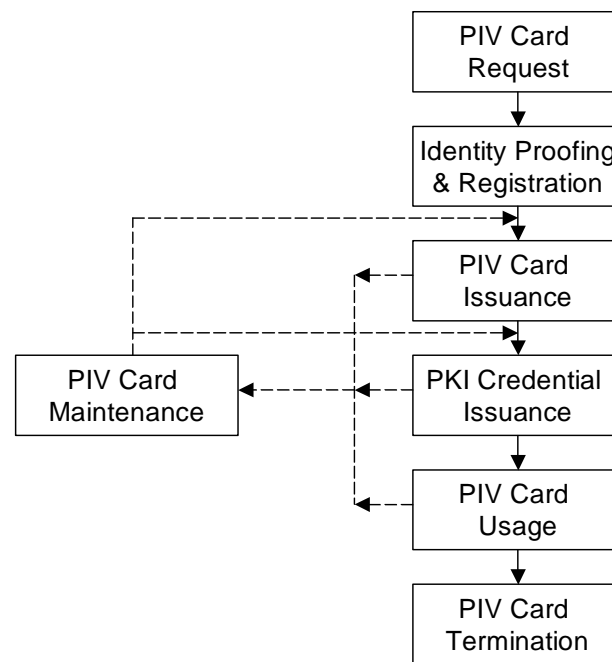 PIV Card
Request
Identity Proofing
& Registration
PIV Card
Issuance
PIV Card
Maintenance
PKI Credential
Issuance
PIV Card
Usage
PIV Card
Termination